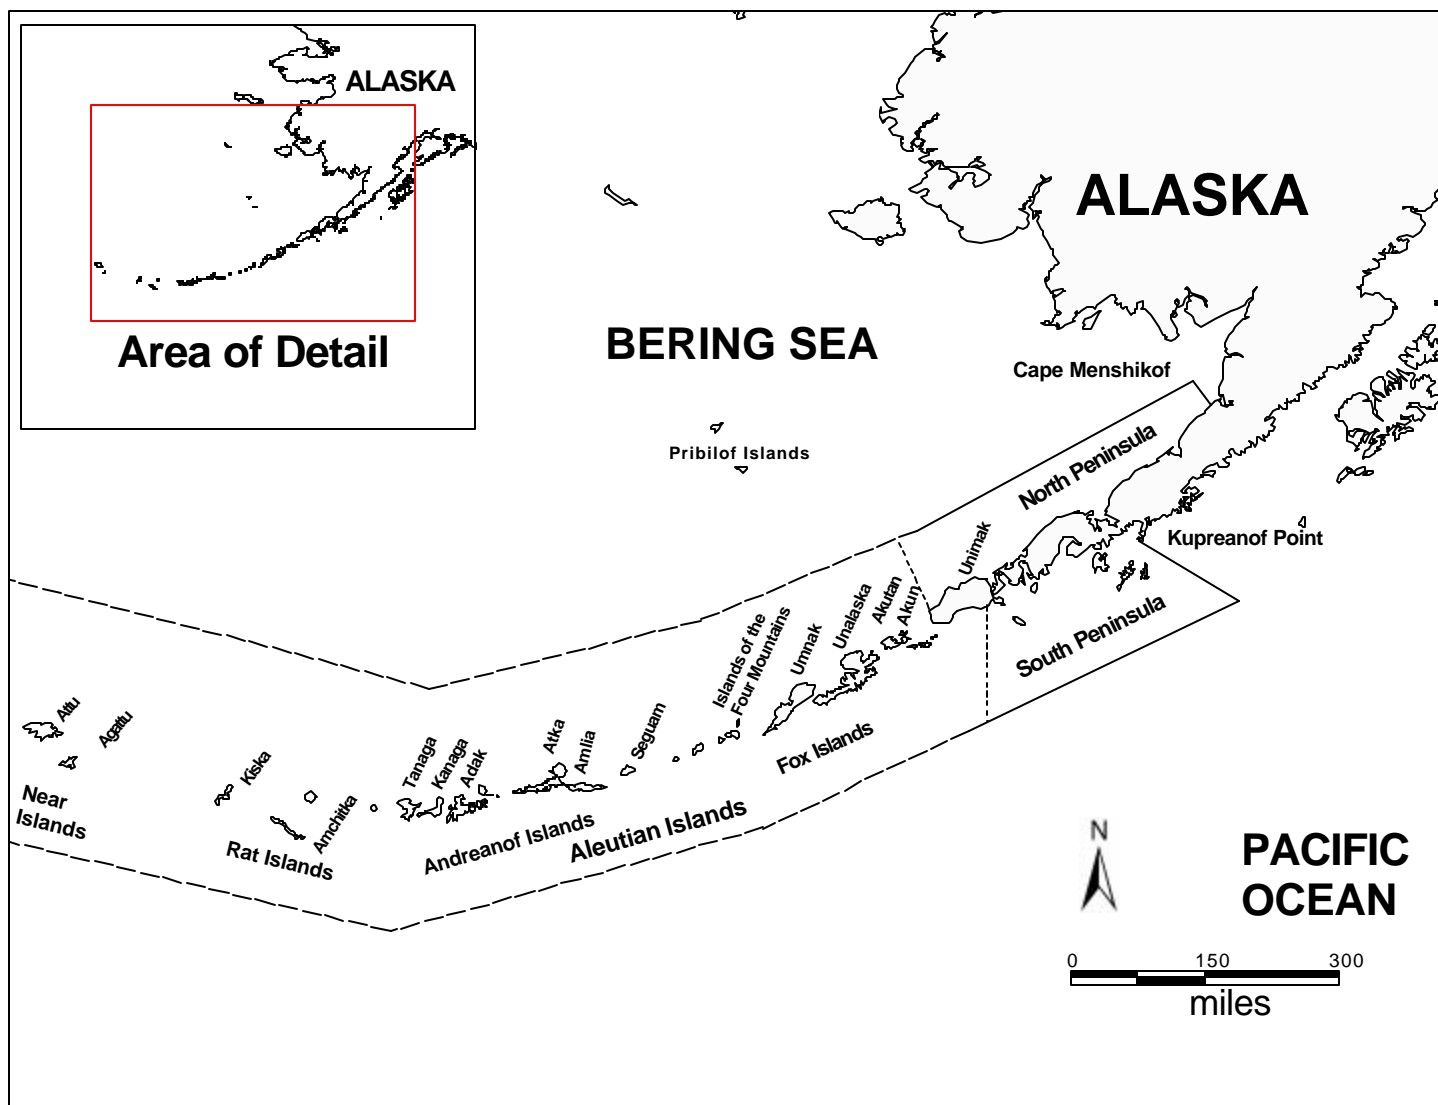 ALASKA
Area of Detail
ALASKA
BERING SEA
Cape Menshikof
Pribilof Islands
North Peninsula
Kupreanof Point
Unimak
South Peninsula
Akun
Akutan
Unalaska
Umnak
Islands of the
Four Mountains
Fox Islands
Seguam
Amlia
Atka
Adak
Kanaga
Tanaga
Andreanof Islands
Aleutian Islands
Amchitka
Kiska
Rat Islands
Agattu
Attu
Near
Islands
N
PACIFIC
OCEAN
0 150 300
miles